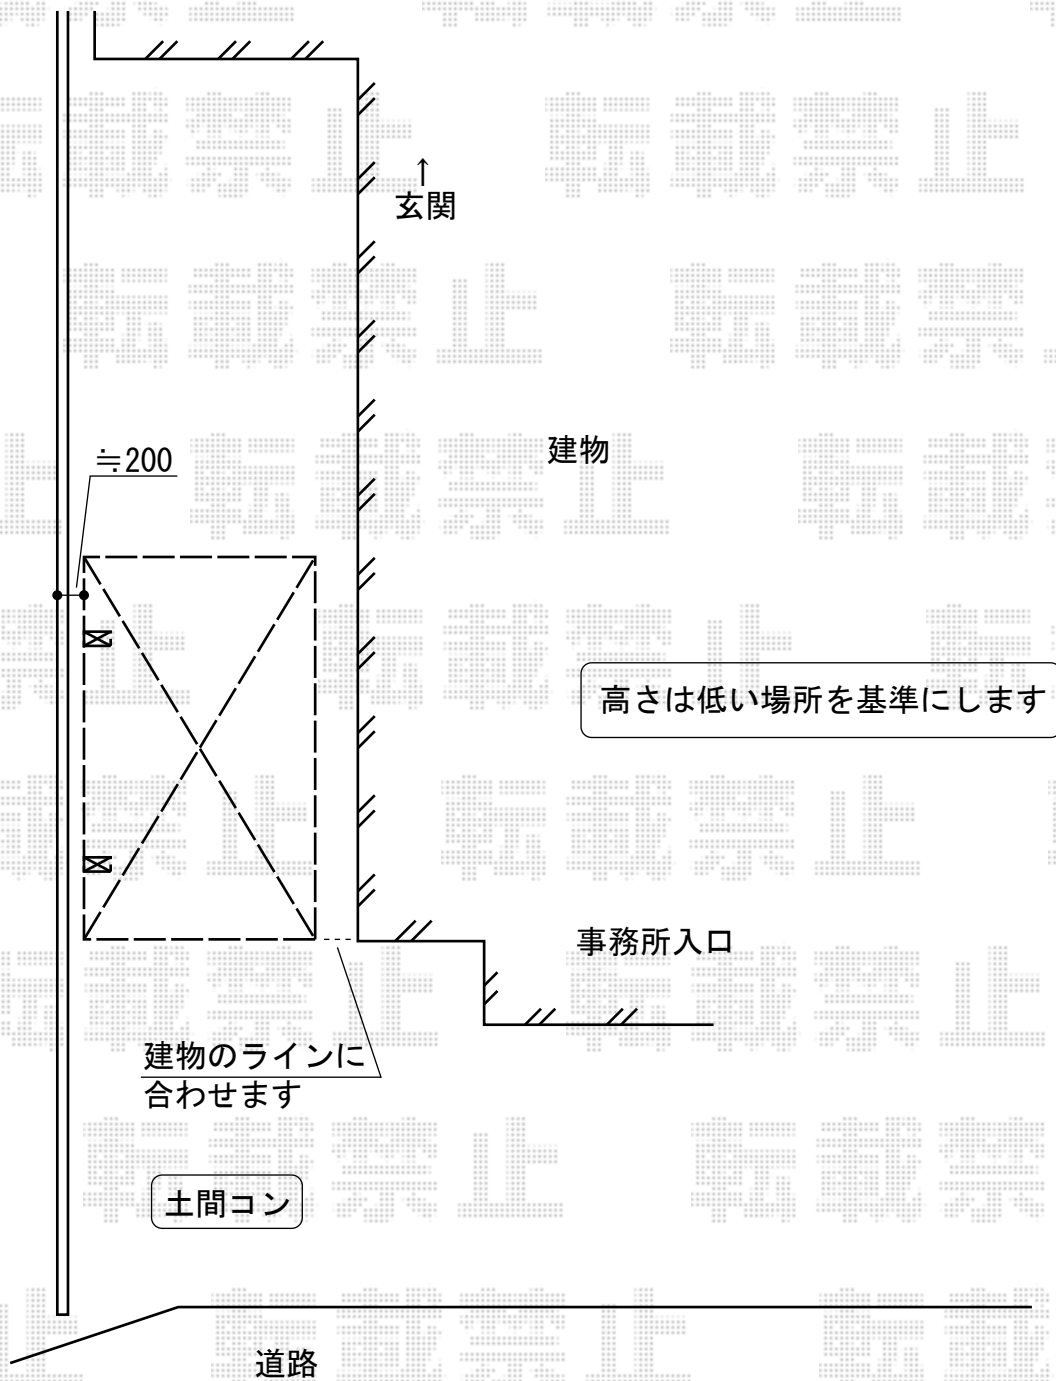 ↑
玄関
≒200
建物
高さは低い場所を基準にします
事務所入口
建物のラインに
合わせます
土間コン
道路
転載禁止